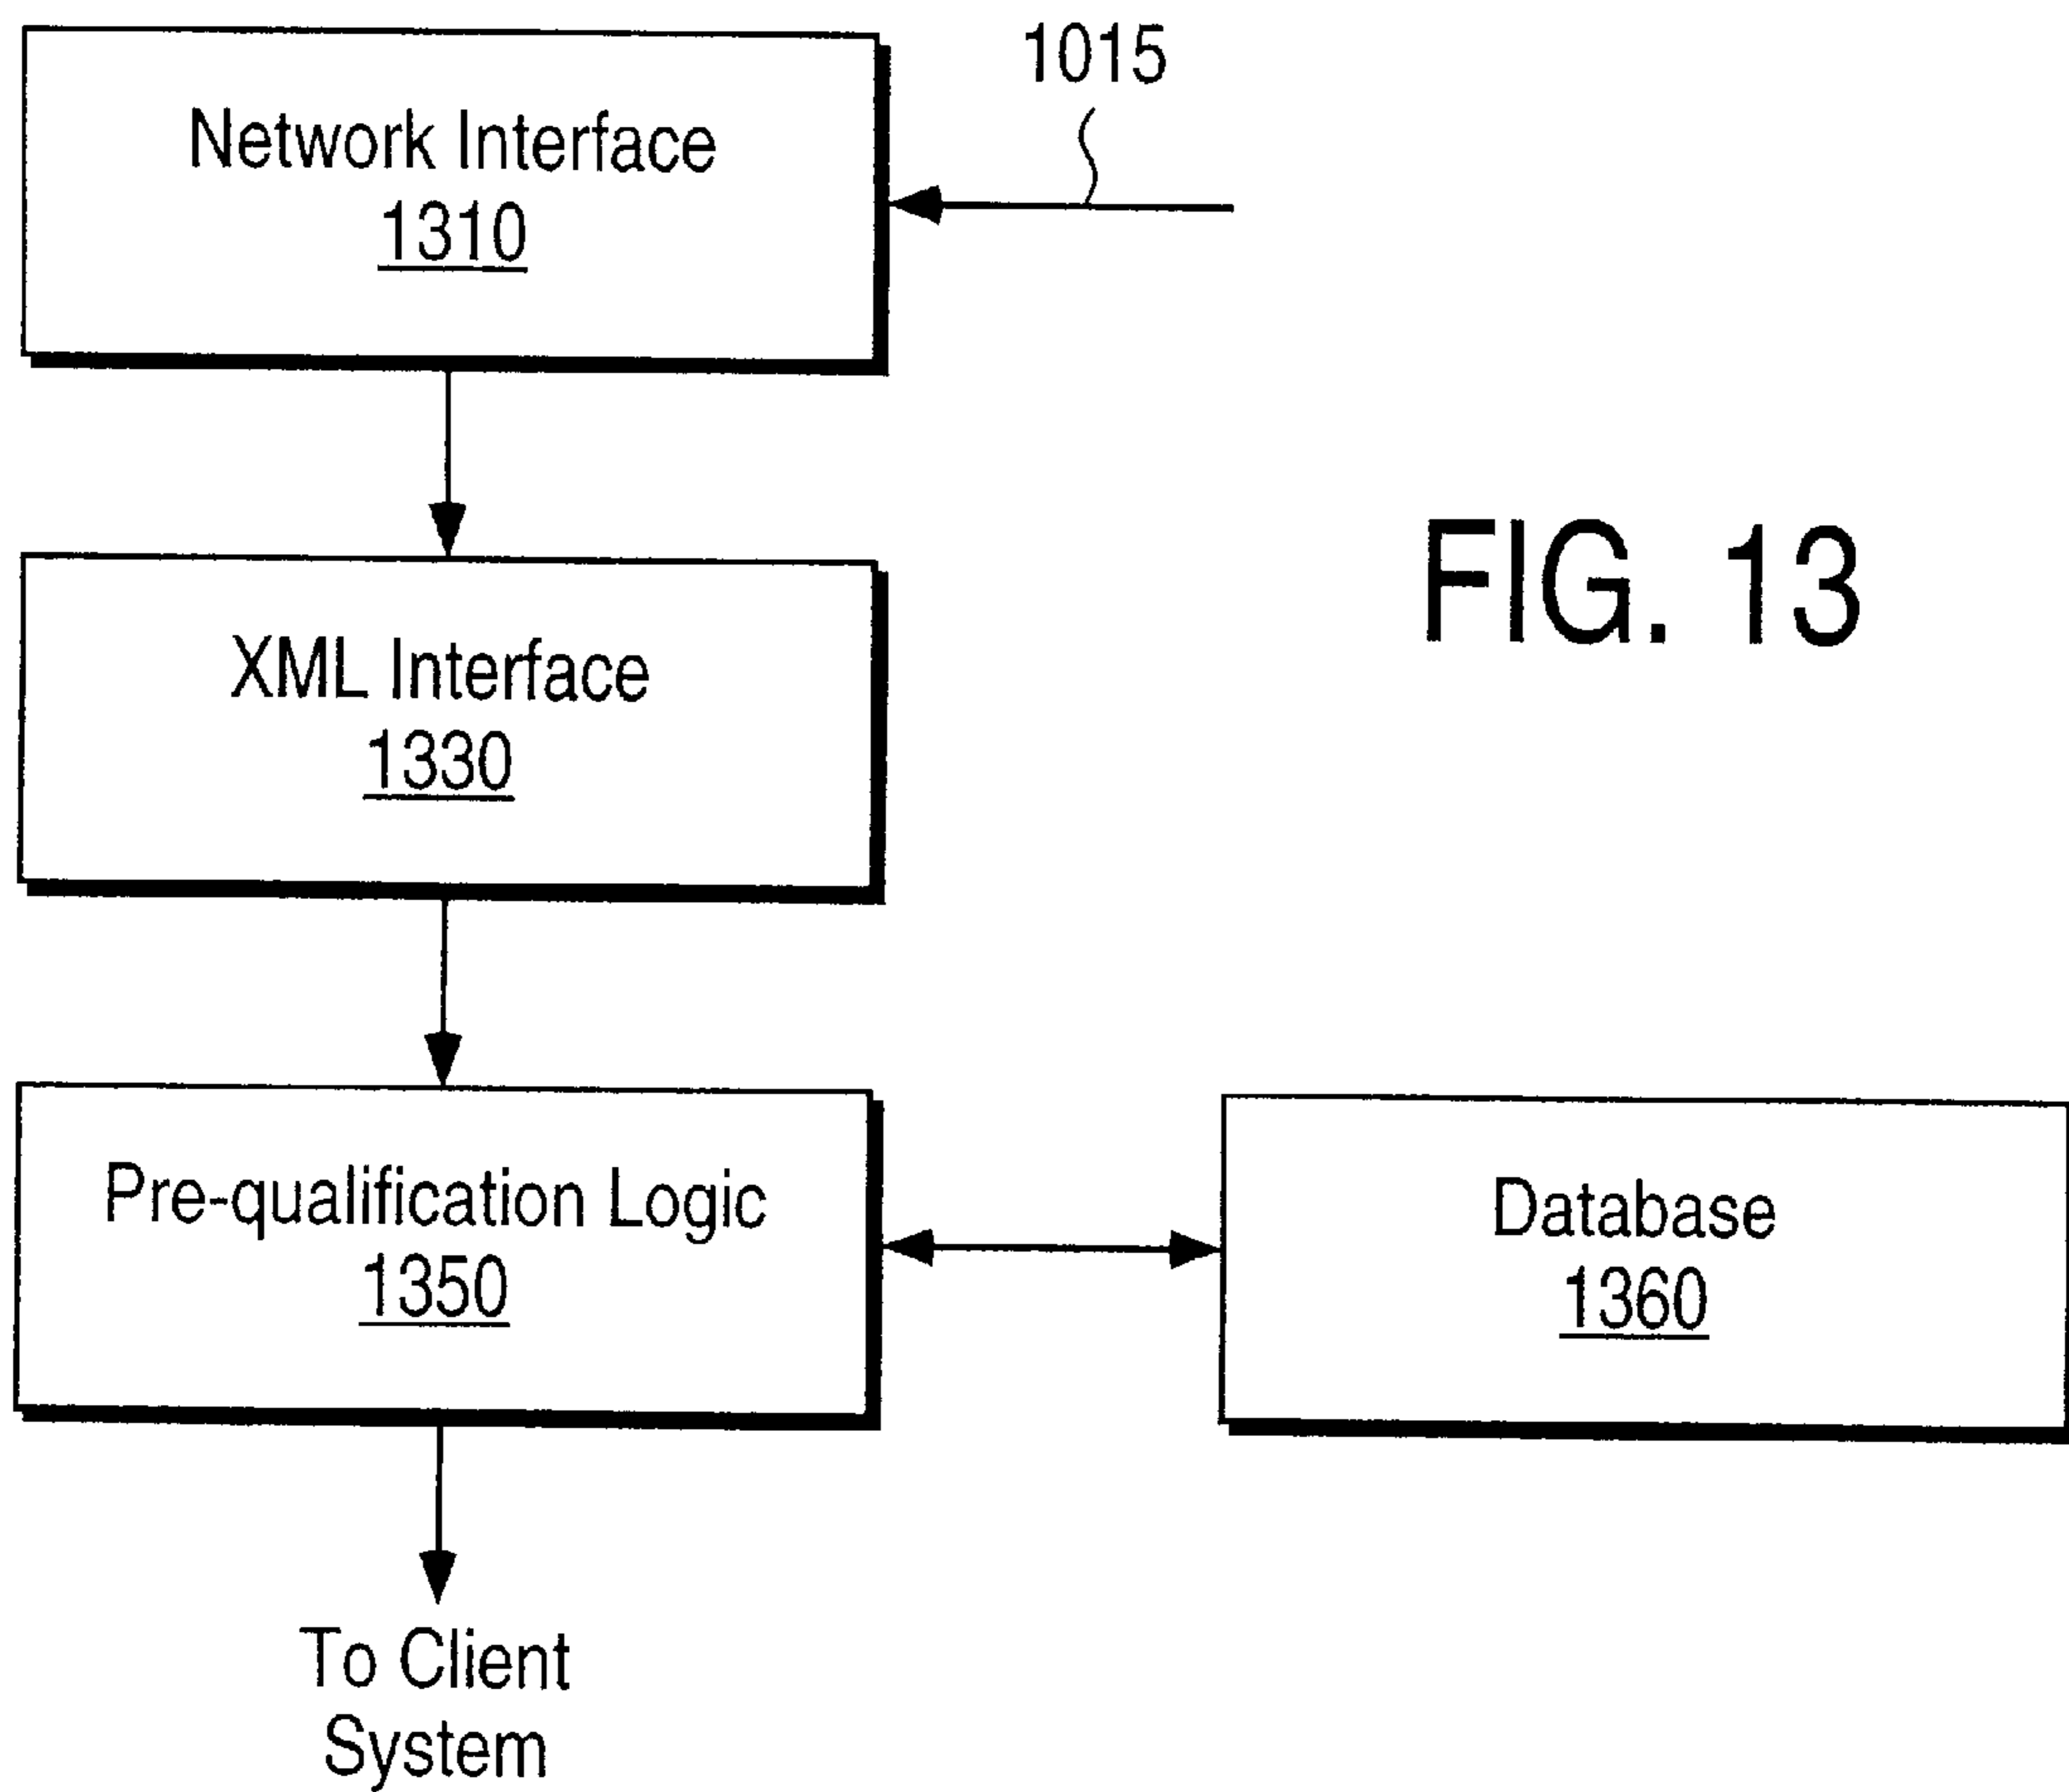 1015
Network Interface
1310
FIG. 13
XML Interface
1330
Pre-qualification Logic
1350
Database
1360
To Client
System